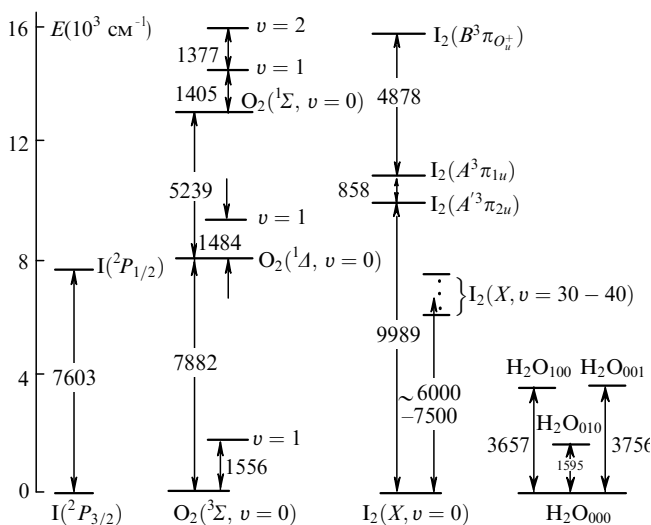 16
E(10³ см⁻¹)
υ = 2
1377
υ = 1
1405
O₂(¹Σ, υ = 0)
I₂(B³π_{O_u^+})
4878
12
5239
I₂(A³π₁ᵤ)
858
I₂(A′³π₂ᵤ)
υ = 1
1484
8
I(²P₁/₂)
O₂(¹Δ, υ = 0)
I₂(X, υ = 30 – 40)
7603
7882
9989
~6000
–7500
4
H₂O₁₀₀
H₂O₀₀₁
H₂O₀₁₀
υ = 1
1556
3657
1595
3756
0
I(²P₃/₂)
O₂(³Σ, υ = 0)
I₂(X, υ = 0)
H₂O₀₀₀